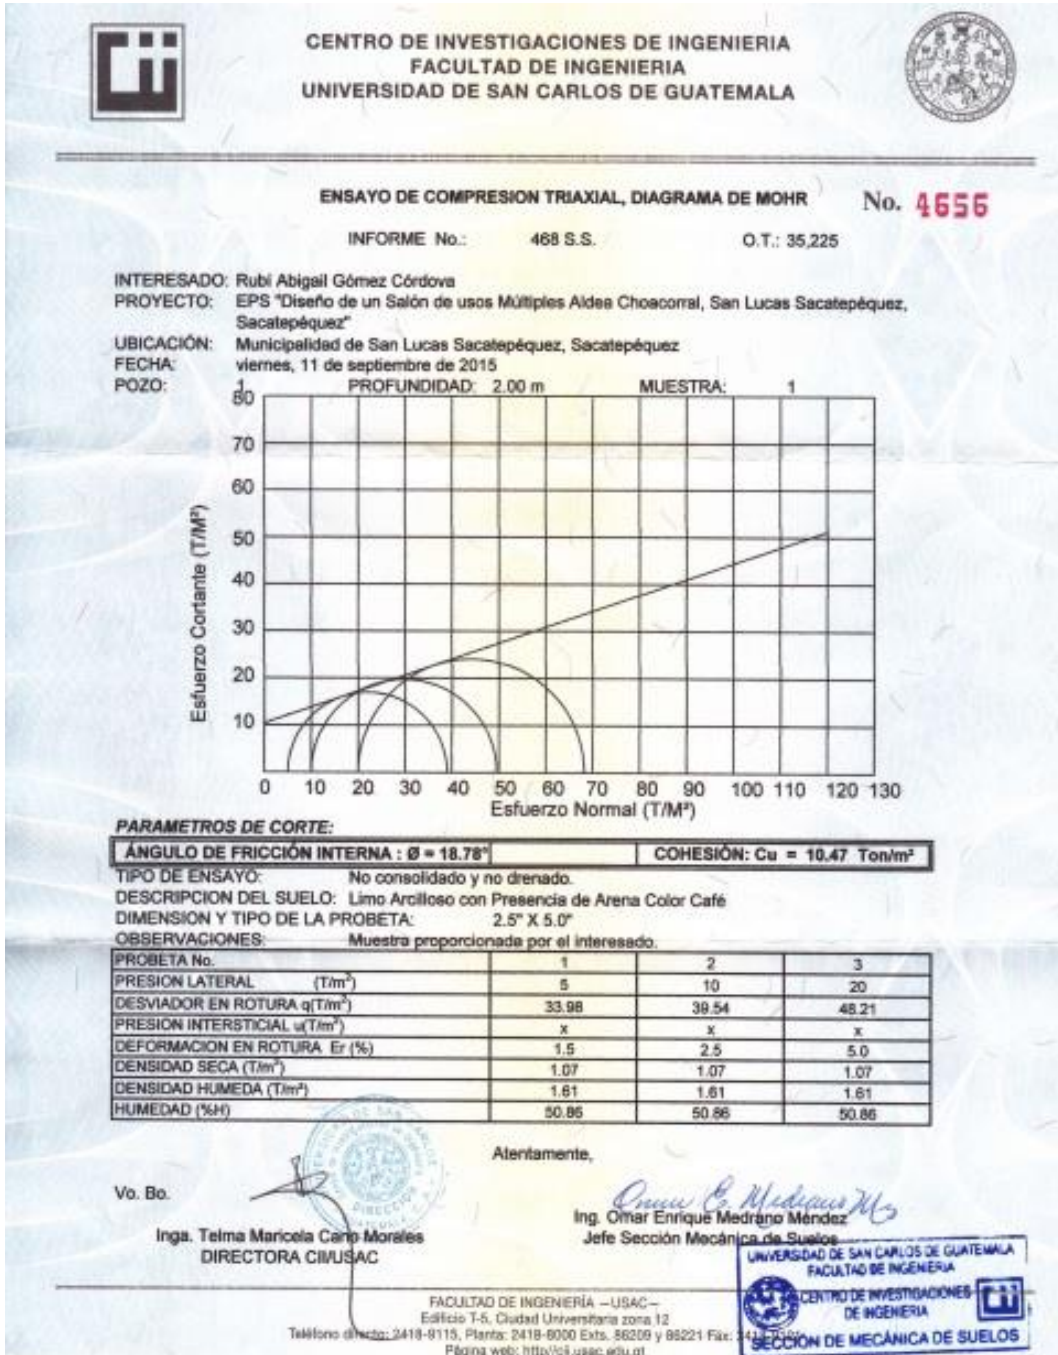 CENTRO DE INVESTIGACIONES DE INGENIERIA
FACULTAD DE INGENIERIA
UNIVERSIDAD DE SAN CARLOS DE GUATEMALA
ENSAYO DE COMPRESION TRIAXIAL, DIAGRAMA DE MOHR No. 4656
INFORME No.: 468 S.S. O.T.: 35,225
INTERESADO: Rubí Abigail Gómez Córdova
PROYECTO: EPS "Diseño de un Salón de usos Múltiples Aldea Choacorral, San Lucas Sacatepéquez,
Sacatepéquez"
UBICACIÓN: Municipalidad de San Lucas Sacatepéquez, Sacatepéquez
FECHA: viernes, 11 de septiembre de 2015
POZO: 1 PROFUNDIDAD: 2.00 m MUESTRA: 1
80
70
60
50
40
30
20
10
Esfuerzo Cortante (T/M²)
0 10 20 30 40 50 60 70 80 90 100 110 120 130
Esfuerzo Normal (T/M²)
PARAMETROS DE CORTE:
ÁNGULO DE FRICCIÓN INTERNA : Ø = 18.78° COHESIÓN: Cu = 10.47 Ton/m²
TIPO DE ENSAYO: No consolidado y no drenado.
DESCRIPCION DEL SUELO: Limo Arcilloso con Presencia de Arena Color Café
DIMENSION Y TIPO DE LA PROBETA: 2.5" X 5.0"
OBSERVACIONES: Muestra proporcionada por el interesado.
PROBETA No. 1 2 3
PRESION LATERAL (T/m²) 5 10 20
DESVIADOR EN ROTURA q(T/m²) 33.98 39.54 48.21
PRESION INTERSTICIAL u(T/m²) x x x
DEFORMACION EN ROTURA Er (%) 1.5 2.5 5.0
DENSIDAD SECA (T/m³) 1.07 1.07 1.07
DENSIDAD HUMEDA (T/m³) 1.61 1.61 1.61
HUMEDAD (%H) 50.86 50.86 50.86
Atentamente,
Vo. Bo.
Inga. Telma Maricela Cano Morales
DIRECTORA CII/USAC
Ing. Omar Enrique Medrano Méndez
Jefe Sección Mecánica de Suelos
UNIVERSIDAD DE SAN CARLOS DE GUATEMALA
FACULTAD DE INGENIERIA
CENTRO DE INVESTIGACIONES
DE INGENIERIA
SECCIÓN DE MECÁNICA DE SUELOS
FACULTAD DE INGENIERÍA —USAC—
Edificio T-5, Ciudad Universitaria zona 12
Teléfono directo: 2418-9115, Planta: 2418-8000 Exts. 86209 y 86221 Fax:
Página web: http//cii.usac.edu.gt